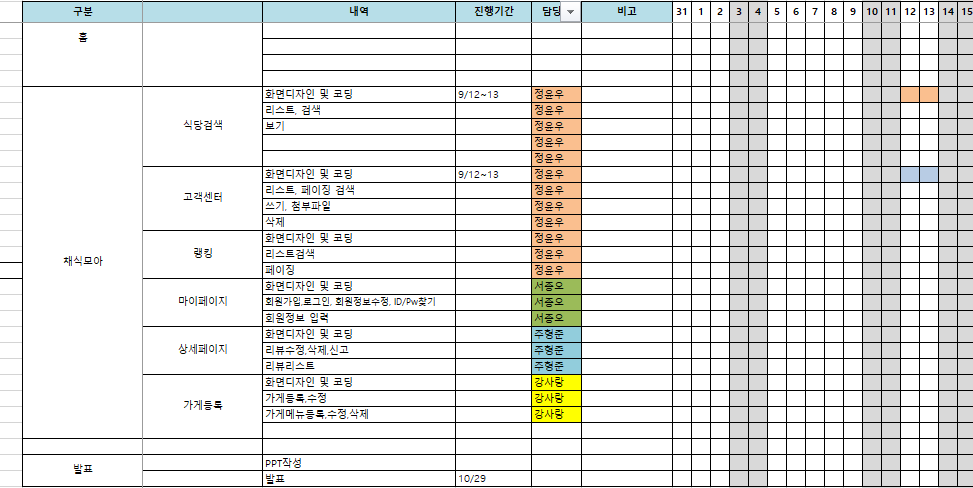 구분 내역 진행기간 담당 비고 31 1 2 3 4 5 6 7 8 9 10 11 12 13 14 15
홈
채식모아
식당검색
화면디자인 및 코딩 9/12~13 정윤우
리스트, 검색 정윤우
보기 정윤우
정윤우
정윤우
고객센터
화면디자인 및 코딩 9/12~13 정윤우
리스트, 페이징 검색 정윤우
쓰기, 첨부파일 정윤우
삭제 정윤우
랭킹
화면디자인 및 코딩 정윤우
리스트검색 정윤우
페이징 정윤우
마이페이지
화면디자인 및 코딩 서종우
회원가입,로그인, 회원정보수정, ID/Pw찾기 서종우
회원정보 입력 서종우
상세페이지
화면디자인 및 코딩 주형준
리뷰수정,삭제,신고 주형준
리뷰리스트 주형준
가게등록
화면디자인 및 코딩 강사랑
가게등록,수정 강사랑
가게메뉴등록,수정,삭제 강사랑
발표
PPT작성
발표 10/29